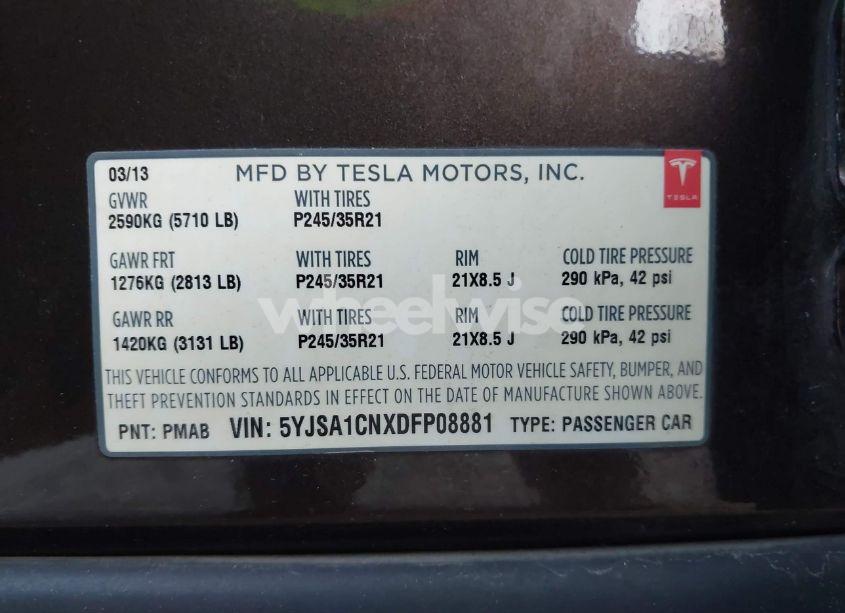 03/13 MFD BY TESLA MOTORS, INC.
TESLA
GVWR WITH TIRES
2590KG (5710 LB) P245/35R21
GAWR FRT WITH TIRES RIM COLD TIRE PRESSURE
1276KG (2813 LB) P245/35R21 21X8.5 J 290 kPa, 42 psi
wheelwise
GAWR RR WITH TIRES RIM COLD TIRE PRESSURE
1420KG (3131 LB) P245/35R21 21X8.5 J 290 kPa, 42 psi
THIS VEHICLE CONFORMS TO ALL APPLICABLE U.S. FEDERAL MOTOR VEHICLE SAFETY, BUMPER, AND
THEFT PREVENTION STANDARDS IN EFFECT ON THE DATE OF MANUFACTURE SHOWN ABOVE.
PNT: PMAB VIN: 5YJSA1CNXDFP08881 TYPE: PASSENGER CAR